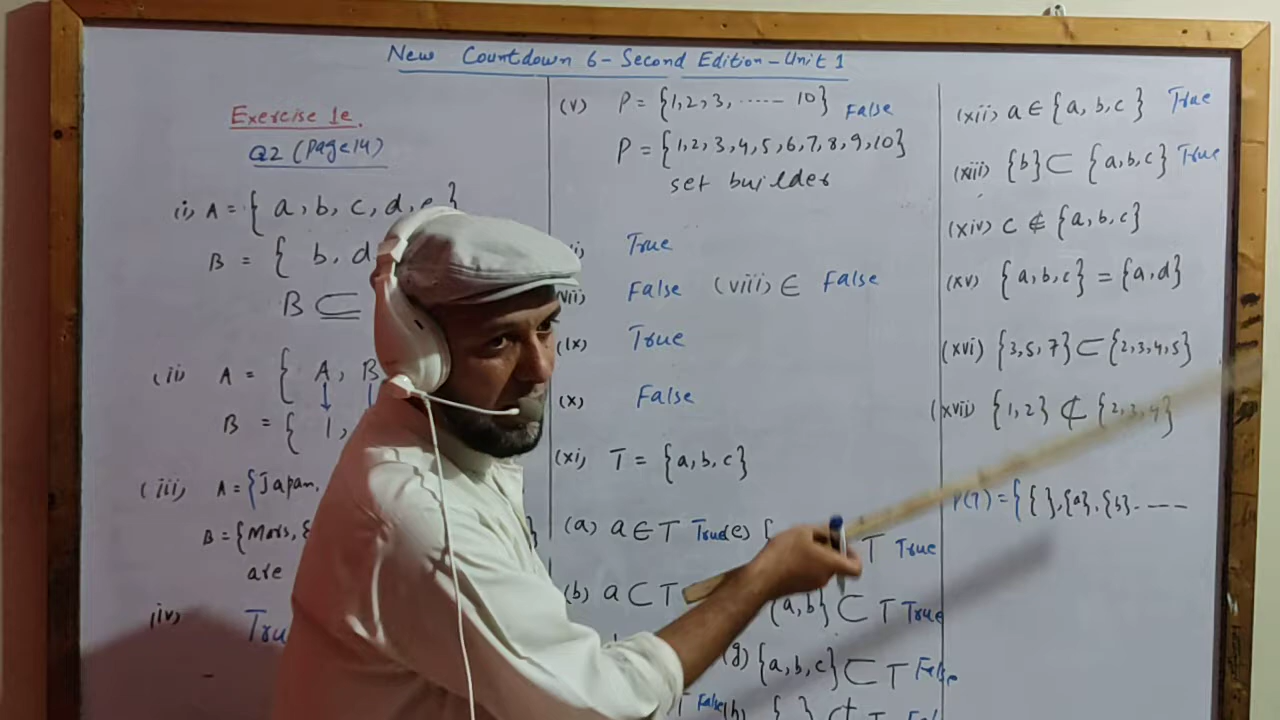 New Countdown 6 - Second Edition - Unit 1
Exercise 1e
Q2 (Page 14)
(i) A = { a, b, c, d, e }
B = { b, d
B ⊆
(ii) A = { A, B
B = { 1,
(iii) A = {Japan,
B = {Mars,
are
(iv) True
(v) P = {1, 2, 3, ...... 10} False
P = {1, 2, 3, 4, 5, 6, 7, 8, 9, 10}
set builder
True
(vii) False (viii) ∈ False
(ix) True
(x) False
(xi) T = {a, b, c}
(a) a ∈ T True
(e) { T True
(b) a ⊂ T
{a, b} ⊂ T True
(g) {a, b, c} ⊂ T False
T False
(h) { } ⊄ T
(xii) a ∈ {a, b, c} True
(xiii) {b} ⊂ {a, b, c} True
(xiv) c ∉ {a, b, c}
(xv) {a, b, c} = {a, d}
(xvi) {3, 5, 7} ⊂ {2, 3, 4, 5}
(xvii) {1, 2} ⊄ {2, 3, 4}
P(T) = { { }, {a}, {b}. ---